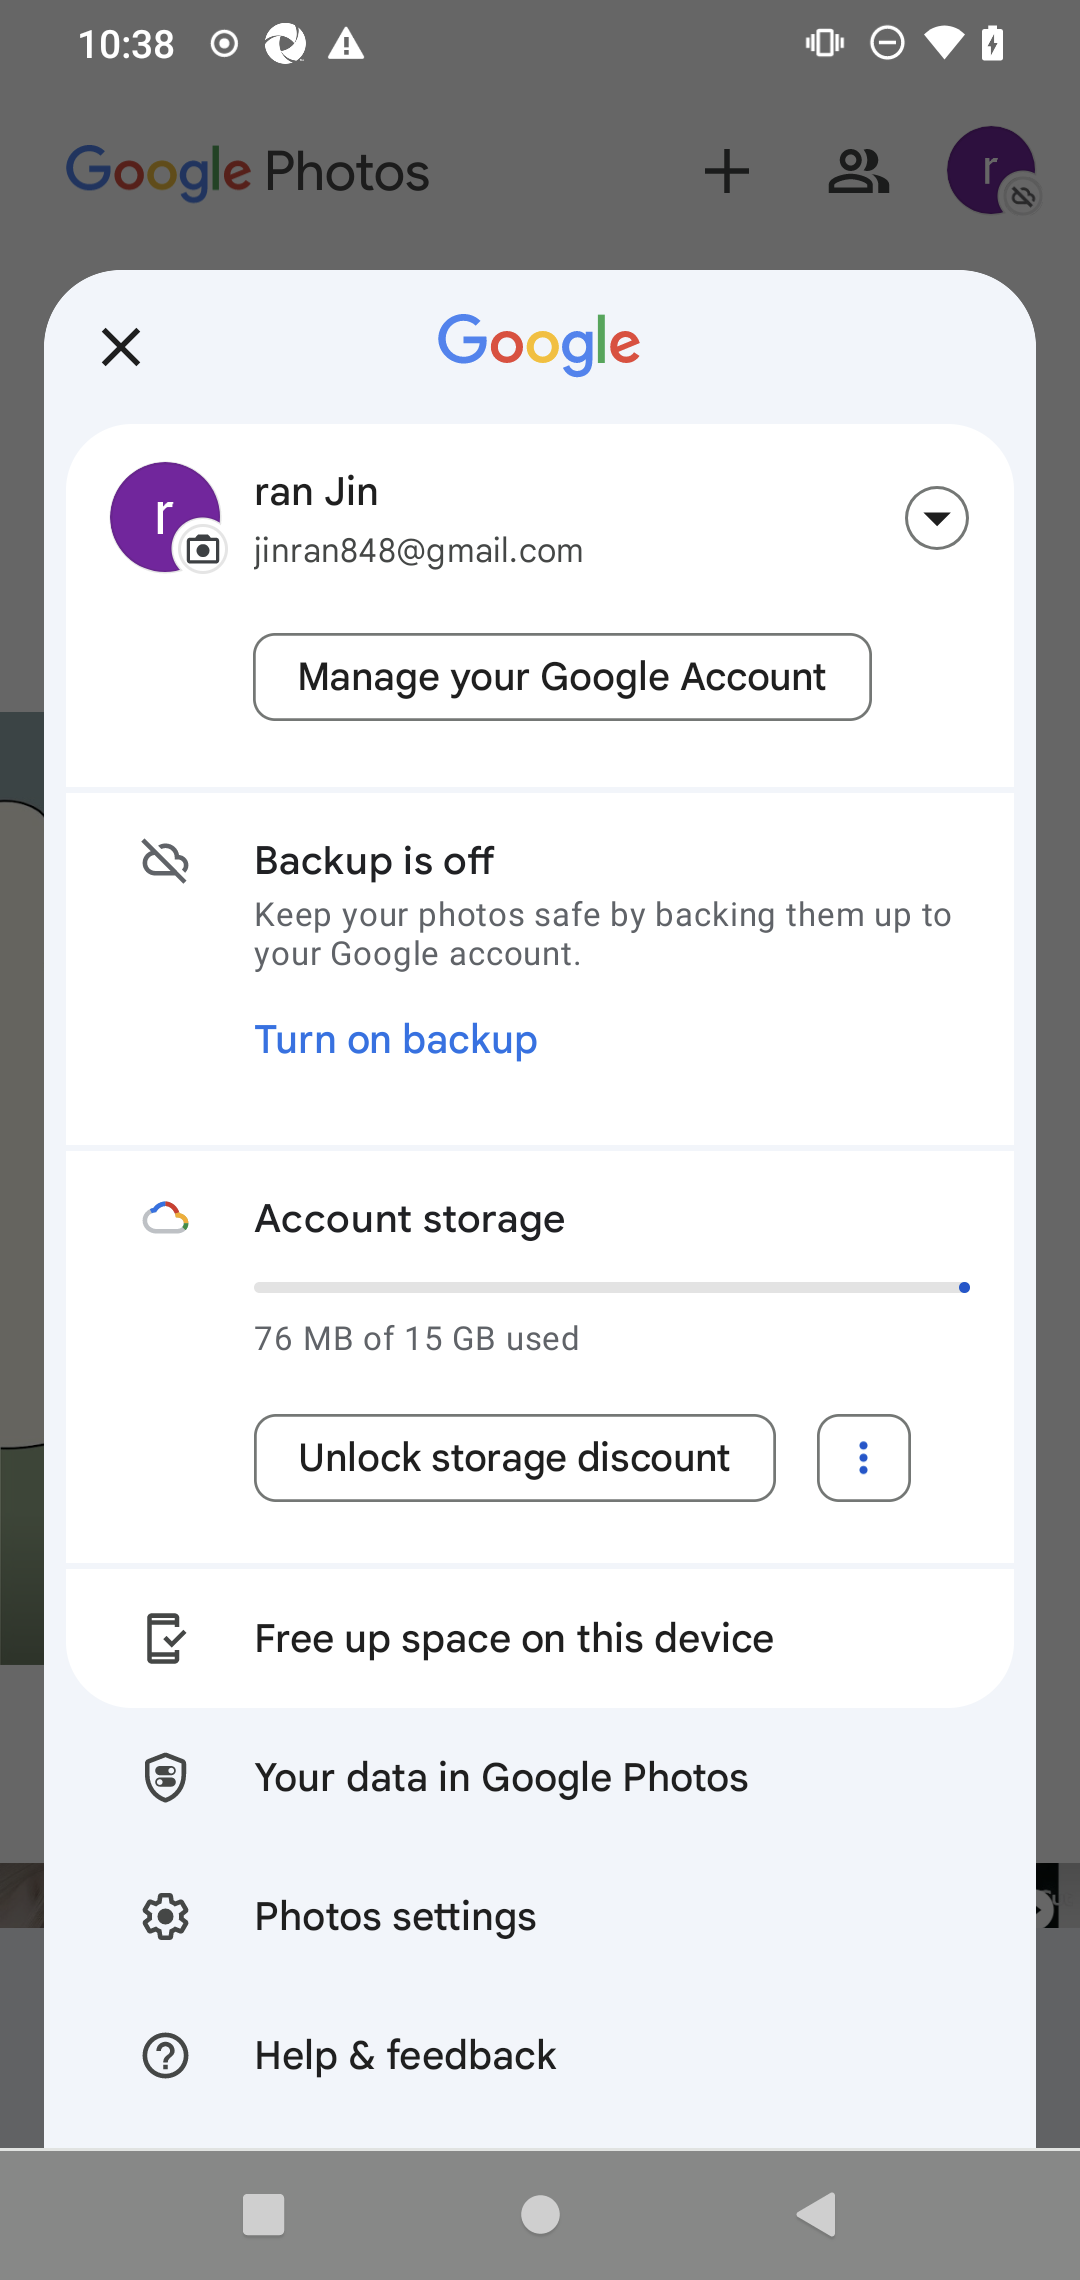 10:38
Google Photos
r
Google
r
ran Jin
jinran848@gmail.com
Manage your Google Account
Backup is off
Keep your photos safe by backing them up to
your Google account.
Turn on backup
Account storage
76 MB of 15 GB used
Unlock storage discount
Free up space on this device
Your data in Google Photos
Photos settings
Help & feedback